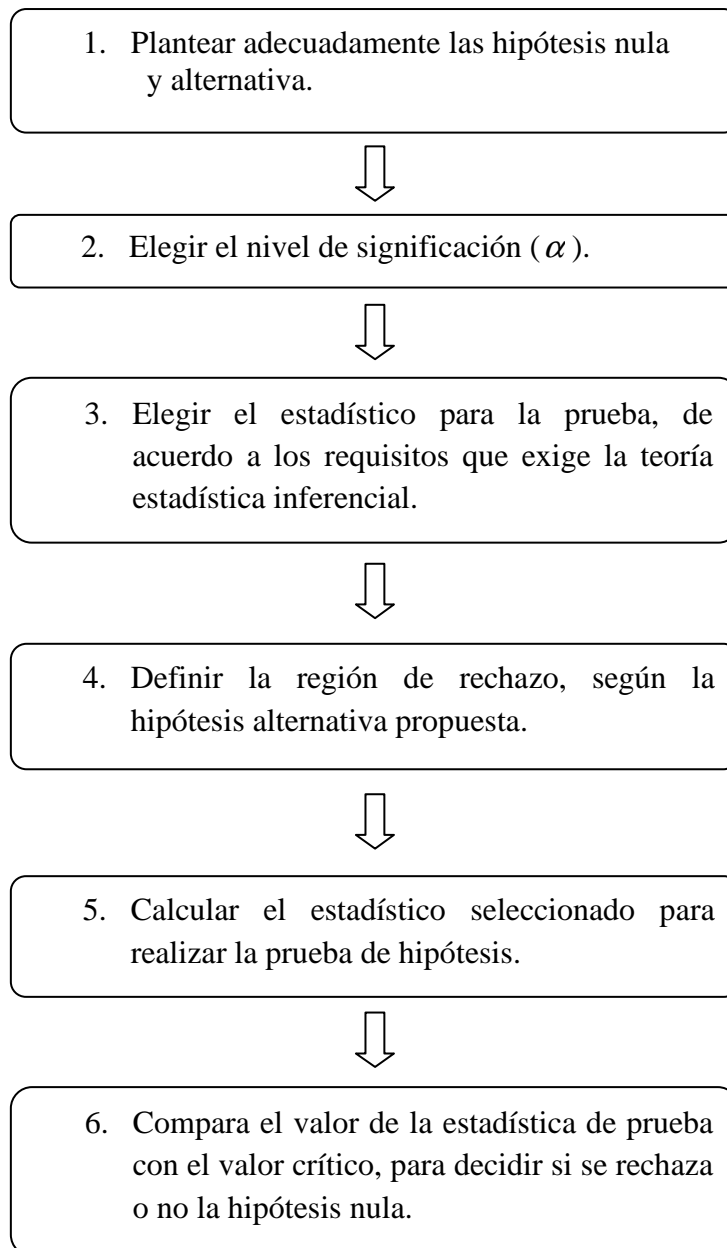 1. Plantear adecuadamente las hipótesis nula
y alternativa.
2. Elegir el nivel de significación ( α ).
3. Elegir el estadístico para la prueba, de
acuerdo a los requisitos que exige la teoría
estadística inferencial.
4. Definir la región de rechazo, según la
hipótesis alternativa propuesta.
5. Calcular el estadístico seleccionado para
realizar la prueba de hipótesis.
6. Compara el valor de la estadística de prueba
con el valor crítico, para decidir si se rechaza
o no la hipótesis nula.